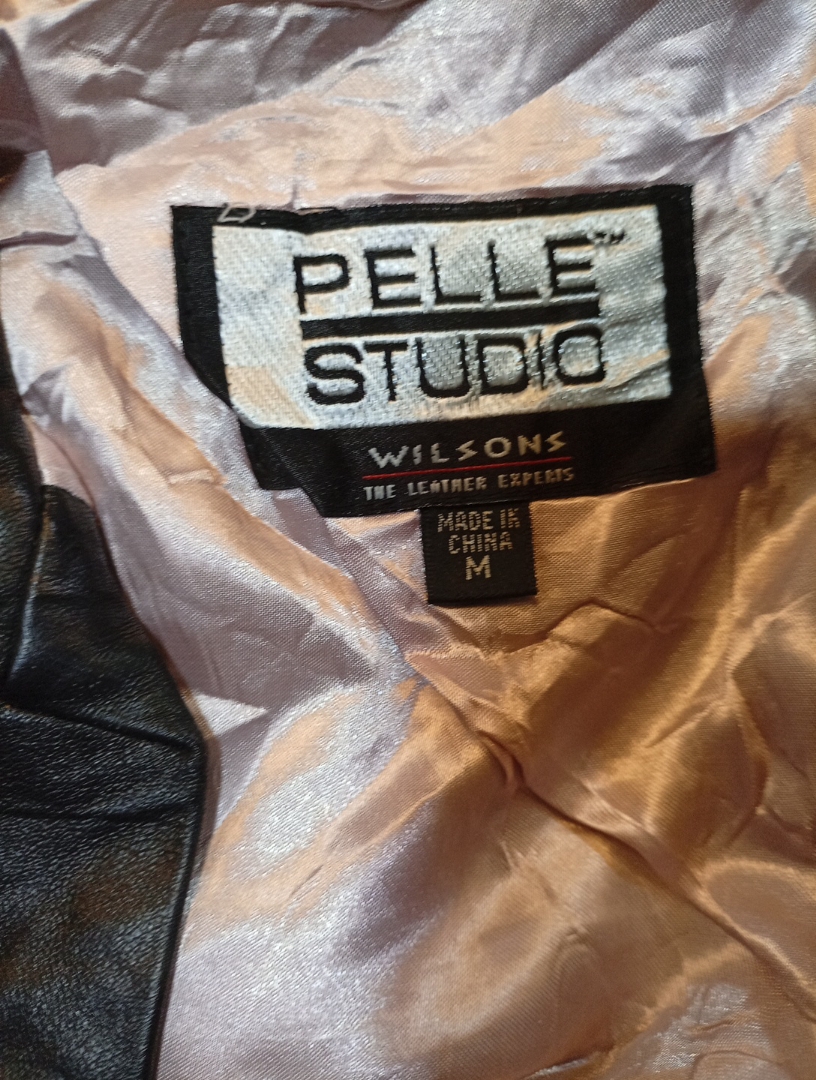 PELLE™
STUDIO
WILSONS
THE LEATHER EXPERTS
MADE IN
CHINA
M